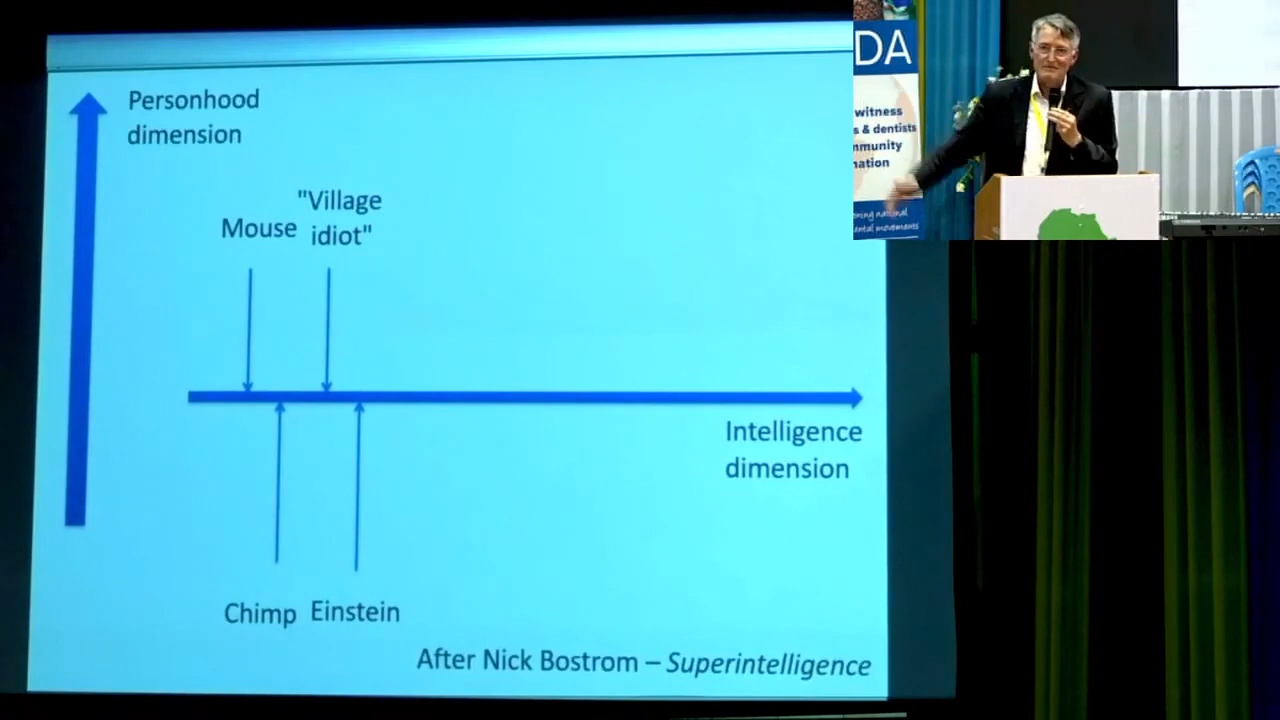 Personhood
dimension
"Village
Mouse idiot"
Intelligence
dimension
Chimp Einstein
After Nick Bostrom – Superintelligence
DA
witness
s & dentists
mmunity
nation
oning national
ental movements